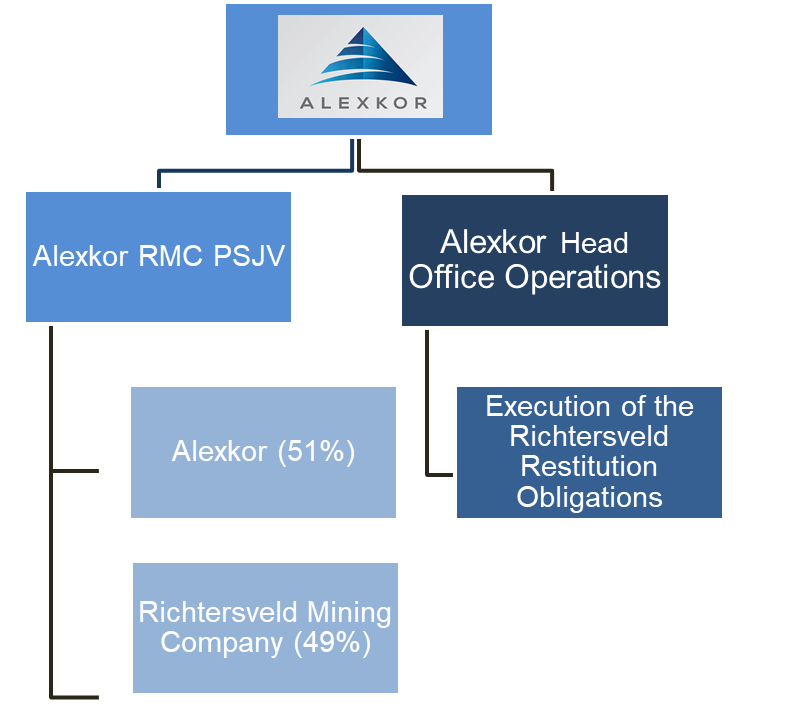 ALEXKOR
Alexkor RMC PSJV
Alexkor Head
Office Operations
Alexkor (51%)
Execution of the
Richtersveld
Restitution
Obligations
Richtersveld Mining
Company (49%)